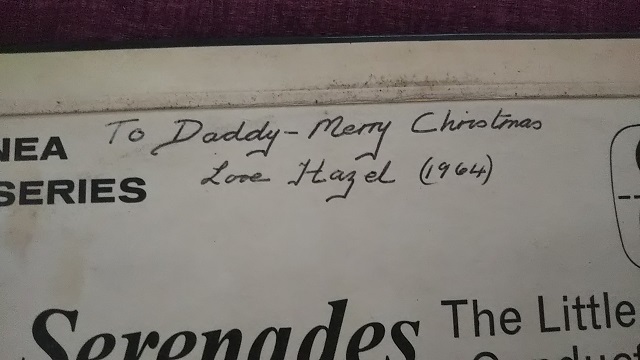 To Daddy - Merry Christmas
Love Hazel (1964)
NEA
SERIES
Serenades
The Little